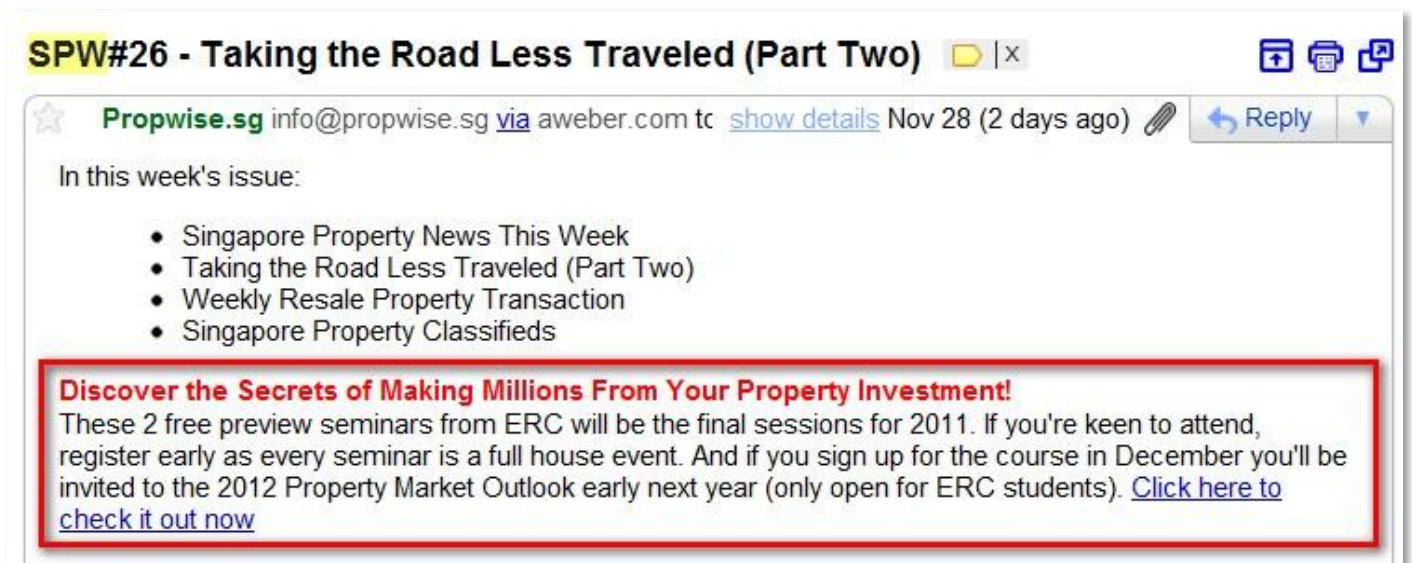 SPW#26 - Taking the Road Less Traveled (Part Two) X
Propwise.sg info@propwise.sg via aweber.com to show details Nov 28 (2 days ago) Reply
In this week's issue:
• Singapore Property News This Week
• Taking the Road Less Traveled (Part Two)
• Weekly Resale Property Transaction
• Singapore Property Classifieds
Discover the Secrets of Making Millions From Your Property Investment!
These 2 free preview seminars from ERC will be the final sessions for 2011. If you're keen to attend,
register early as every seminar is a full house event. And if you sign up for the course in December you'll be
invited to the 2012 Property Market Outlook early next year (only open for ERC students). Click here to
check it out now